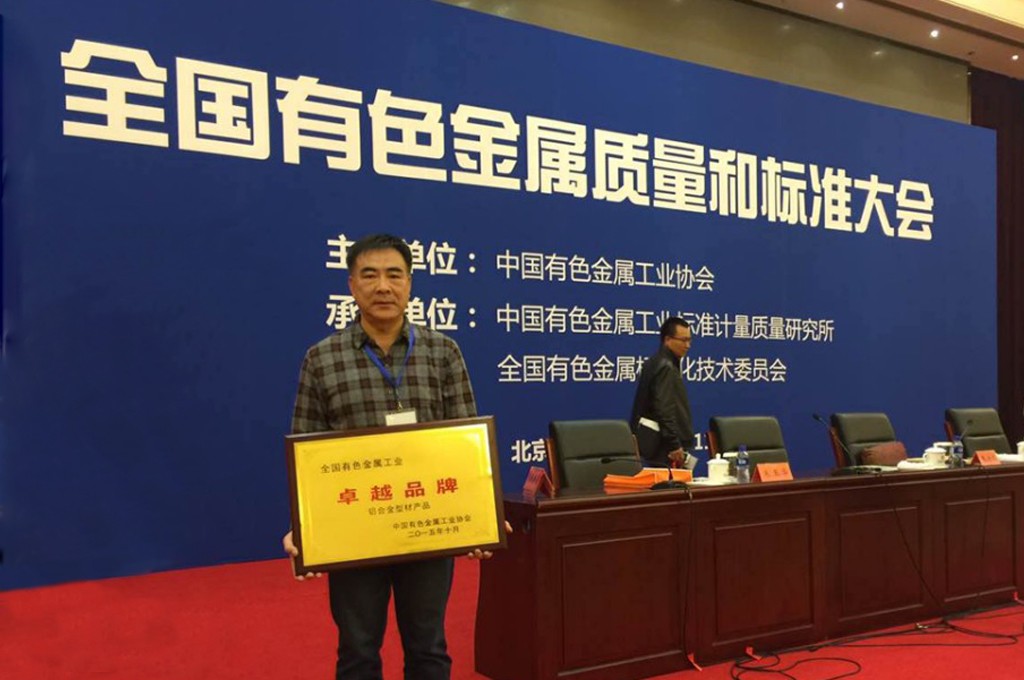 全国有色金属质量和标准大会
主 单位：中国有色金属工业协会
承 单位：中国有色金属工业标准计量质量研究所
全国有色金属 化技术委员会
北京
全国有色金属工业
卓越品牌
铝合金型材产品
中国有色金属工业协会
二〇一五年十月